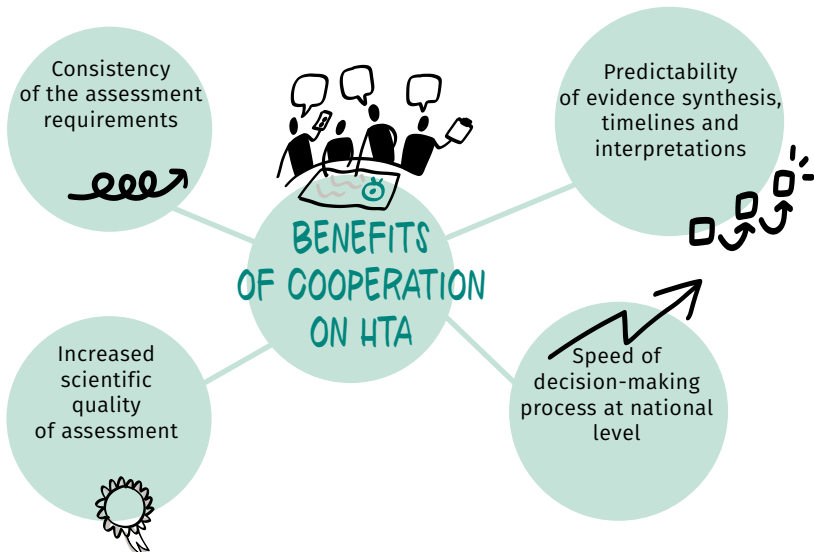 Consistency
of the assessment
requirements
Predictability
of evidence synthesis,
timelines and
interpretations
BENEFITS
OF COOPERATION
ON HTA
Increased
scientific
quality
of assessment
Speed of
decision-making
process at national
level